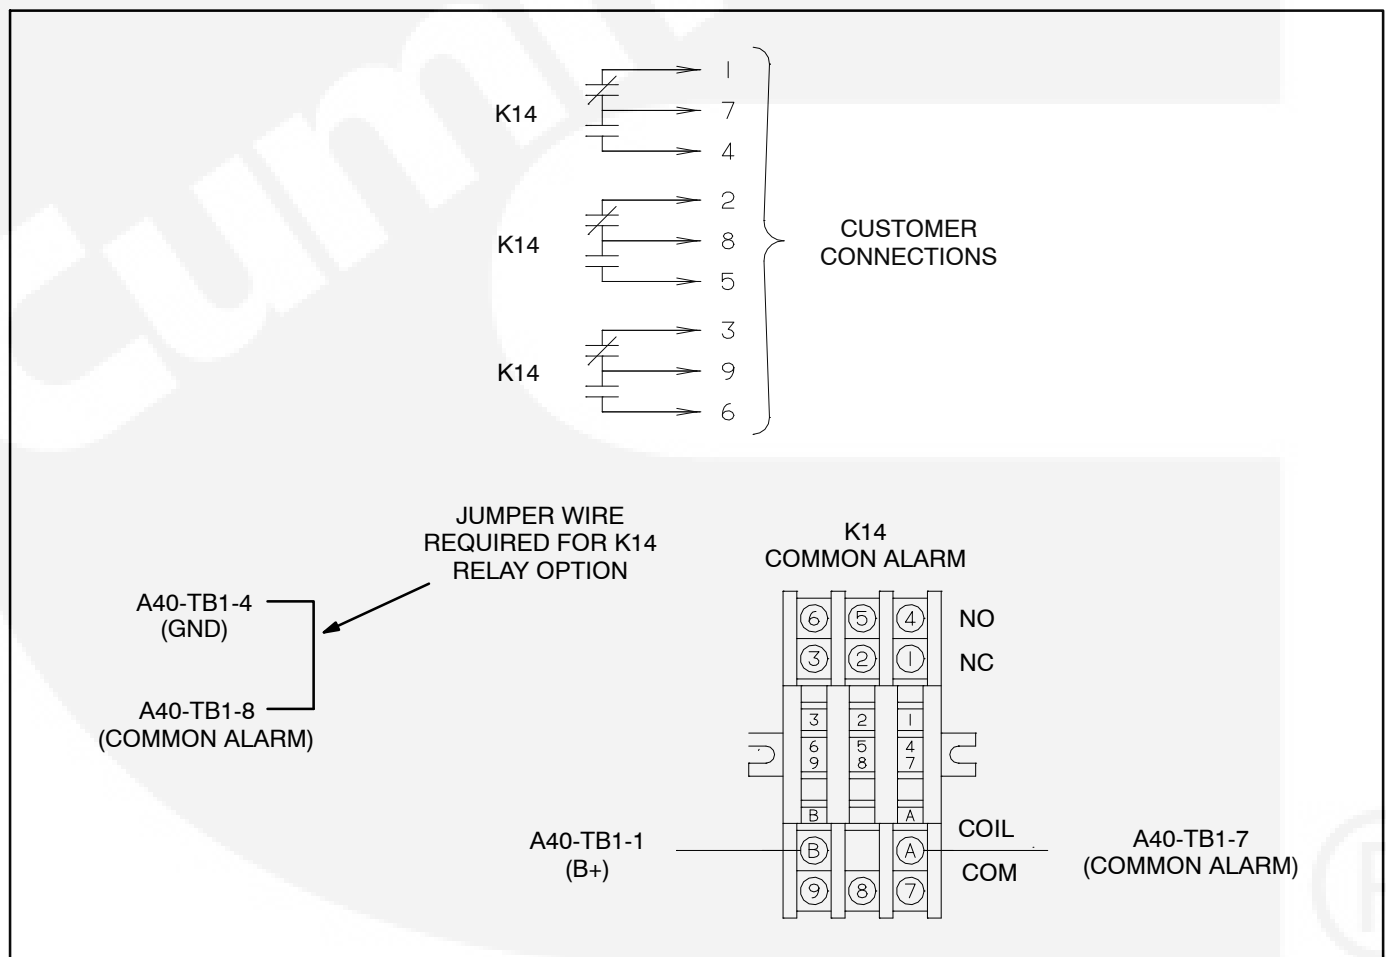 1
K14
7
4
2
K14
8
5
3
K14
9
6
CUSTOMER
CONNECTIONS
JUMPER WIRE
REQUIRED FOR K14
RELAY OPTION
A40-TB1-4
(GND)
A40-TB1-8
(COMMON ALARM)
K14
COMMON ALARM
6 5 4 NO
3 2 1 NC
3 2 1
6 5 4
9 8 7
B A
COIL
A40-TB1-1
(B+)
B A
COM
9 8 7
A40-TB1-7
(COMMON ALARM)
Cum
R